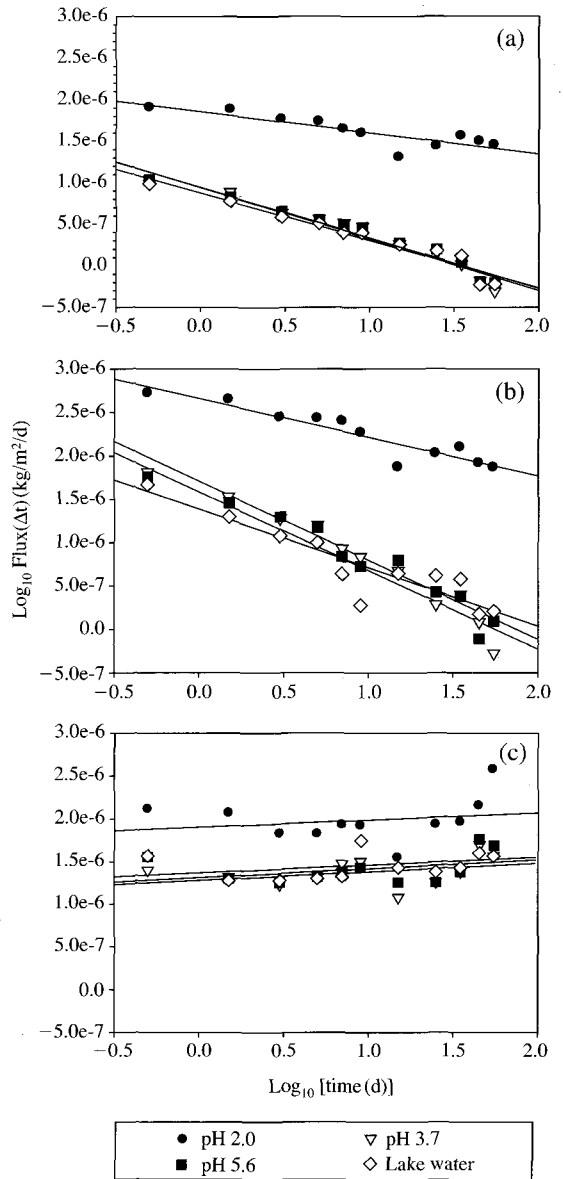 (a)
3.0e-6
2.5e-6
2.0e-6
1.5e-6
1.0e-6
5.0e-7
0.0
−5.0e-7
−0.5 0.0 0.5 1.0 1.5 2.0
(b)
3.0e-6
2.5e-6
2.0e-6
1.5e-6
1.0e-6
5.0e-7
0.0
−5.0e-7
−0.5 0.0 0.5 1.0 1.5 2.0
Log10 Flux(Δt) (kg/m²/d)
(c)
3.0e-6
2.5e-6
2.0e-6
1.5e-6
1.0e-6
5.0e-7
0.0
−5.0e-7
−0.5 0.0 0.5 1.0 1.5 2.0
Log10 [time (d)]
pH 2.0 pH 3.7
pH 5.6 Lake water